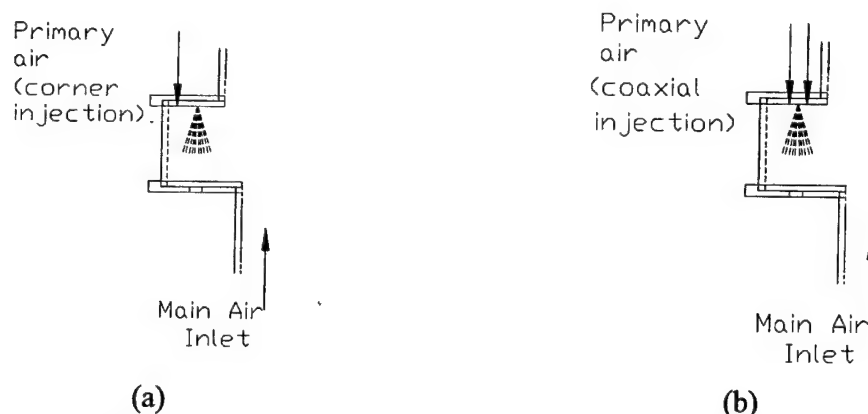 Primary
air
(corner
injection).
Main Air
Inlet
(a)
Primary
air
(coaxial
injection)
Main Air
Inlet
(b)